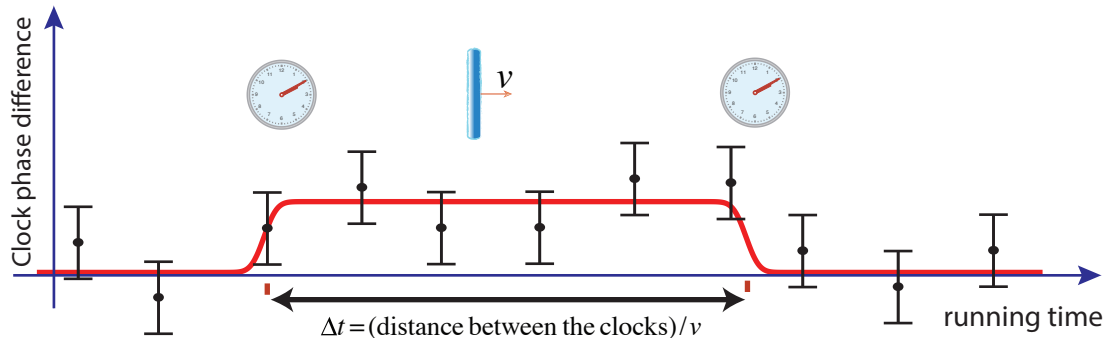 Clock phase difference
v
Δt=(distance between the clocks)/v
running time